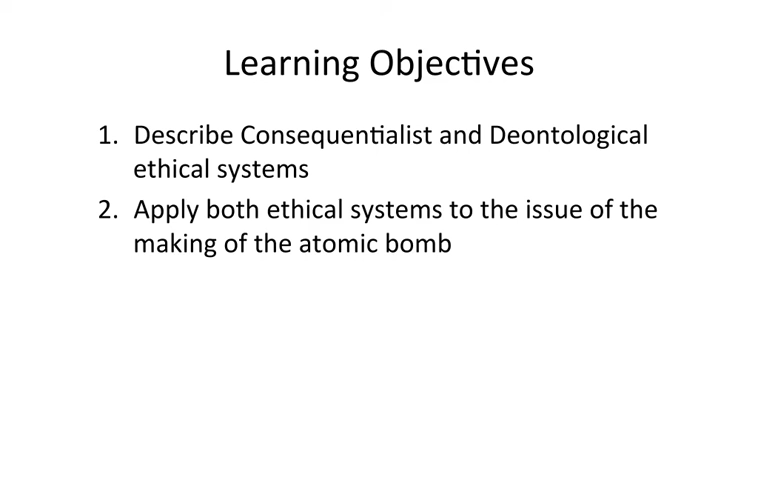 Learning Objectives
1. Describe Consequentialist and Deontological
ethical systems
2. Apply both ethical systems to the issue of the
making of the atomic bomb